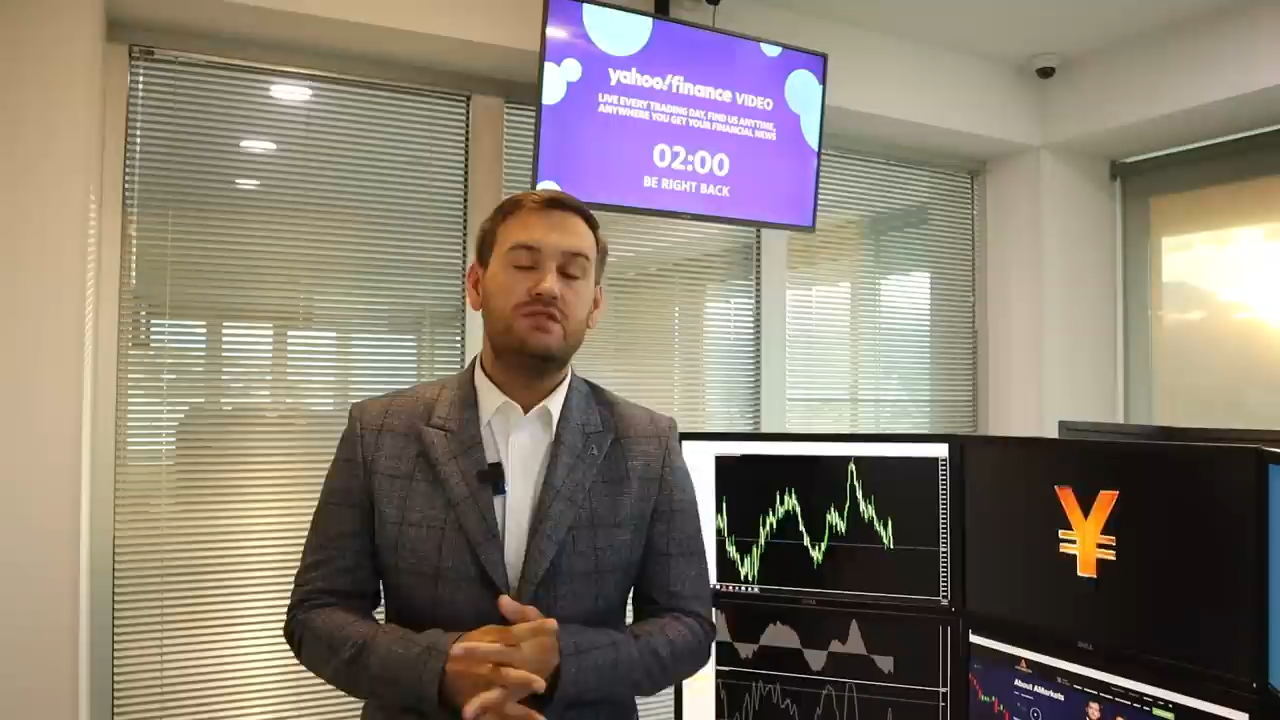 yahoo!finance VIDEO
LIVE EVERY TRADING DAY, FIND US ANYTIME,
ANYWHERE YOU GET YOUR FINANCIAL NEWS
02:00
BE RIGHT BACK
¥
DELL
About AMarkets